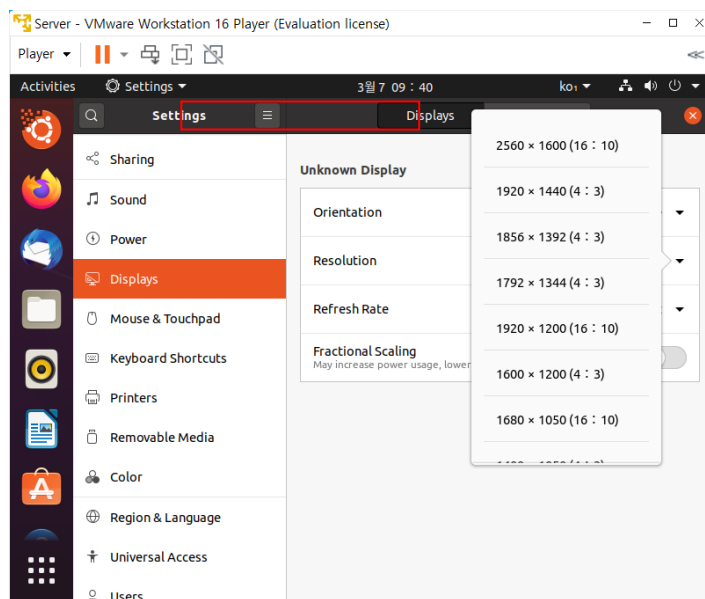 Server - VMware Workstation 16 Player (Evaluation license)
Player
Activities Settings 3월 7 09 : 40 ko₁
Settings Displays
Sharing
Sound
Power
Displays
Mouse & Touchpad
Keyboard Shortcuts
Printers
Removable Media
Color
Region & Language
Universal Access
Users
Unknown Display
Orientation
Resolution
Refresh Rate
Fractional Scaling
May increase power usage, lower
2560 × 1600 (16 : 10)
1920 × 1440 (4 : 3)
1856 × 1392 (4 : 3)
1792 × 1344 (4 : 3)
1920 × 1200 (16 : 10)
1600 × 1200 (4 : 3)
1680 × 1050 (16 : 10)